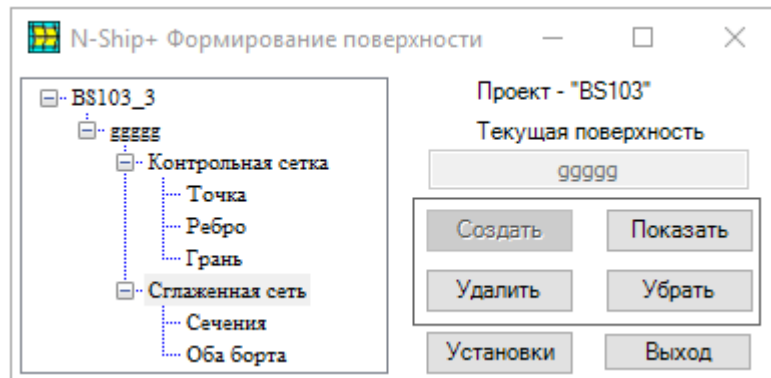 N-Ship+ Формирование поверхности
BS103_3
ggggg
Контрольная сетка
Точка
Ребро
Грань
Сглаженная сеть
Сечения
Оба борта
Проект - "BS103"
Текущая поверхность
ggggg
Создать Показать
Удалить Убрать
Установки Выход